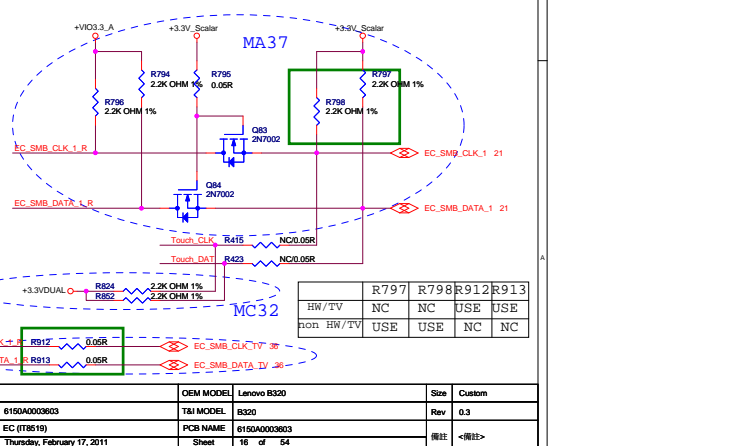 +VIO3.3_A
+3.3V_Scalar
+3.3V_Scalar
MA37
R794
2.2K OHM 1%
R795
0.05R
R797
2.2K OHM 1%
R796
2.2K OHM 1%
R798
2.2K OHM 1%
Q83
2N7002
EC_SMB_CLK_1_R
EC_SMB_CLK_1 21
Q84
2N7002
EC_SMB_DATA_1_R
EC_SMB_DATA_1 21
Touch_CLK R415 NC/0.05R
Touch_DAT R423 NC/0.05R
A
+3.3VDUAL
R824 2.2K OHM 1%
R852 2.2K OHM 1%
MC32
R797 R798 R912 R913
HW/TV NC NC USE USE
non HW/TV USE USE NC NC
R912 0.05R EC_SMB_CLK_TV 36
R913 0.05R EC_SMB_DATA_TV 36
OEM MODEL Lenovo B320 Size Custom
6150A0003603 T&I MODEL B320 Rev 0.3
EC (IT8519) PCB NAME 6150A0003603
備註 <備註>
Thursday, February 17, 2011 Sheet 16 of 54